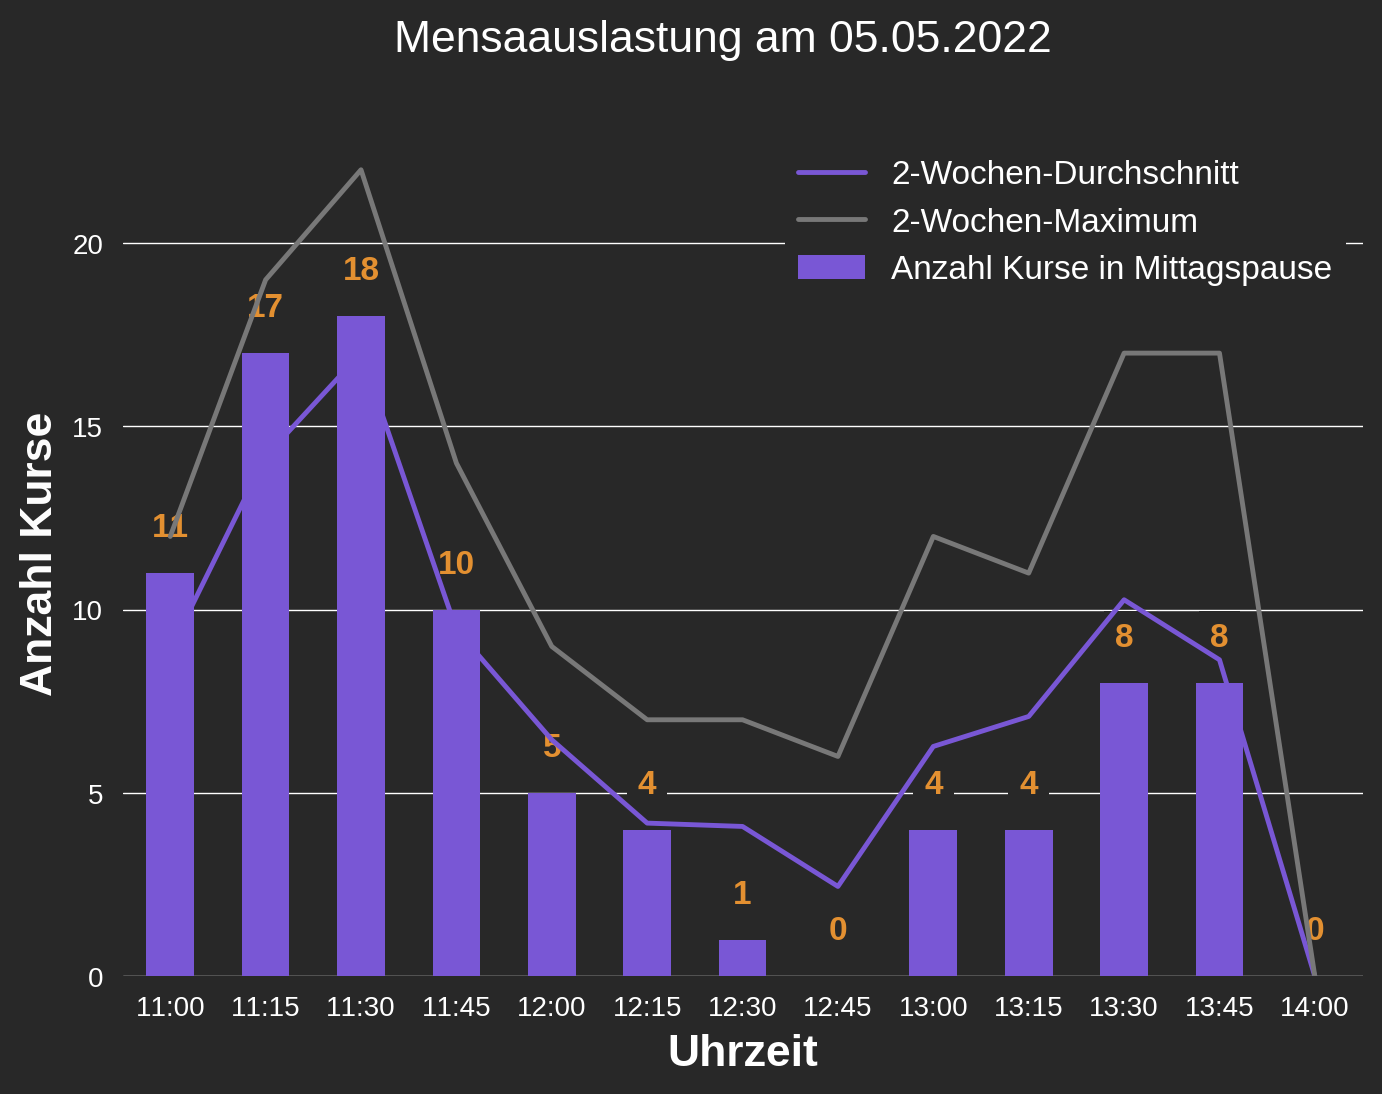 Mensaauslastung am 05.05.2022
2-Wochen-Durchschnitt
2-Wochen-Maximum
Anzahl Kurse in Mittagspause
Anzahl Kurse
20
15
10
5
0
11
17
18
10
5
4
1
0
4
4
8
8
0
11:00 11:15 11:30 11:45 12:00 12:15 12:30 12:45 13:00 13:15 13:30 13:45 14:00
Uhrzeit